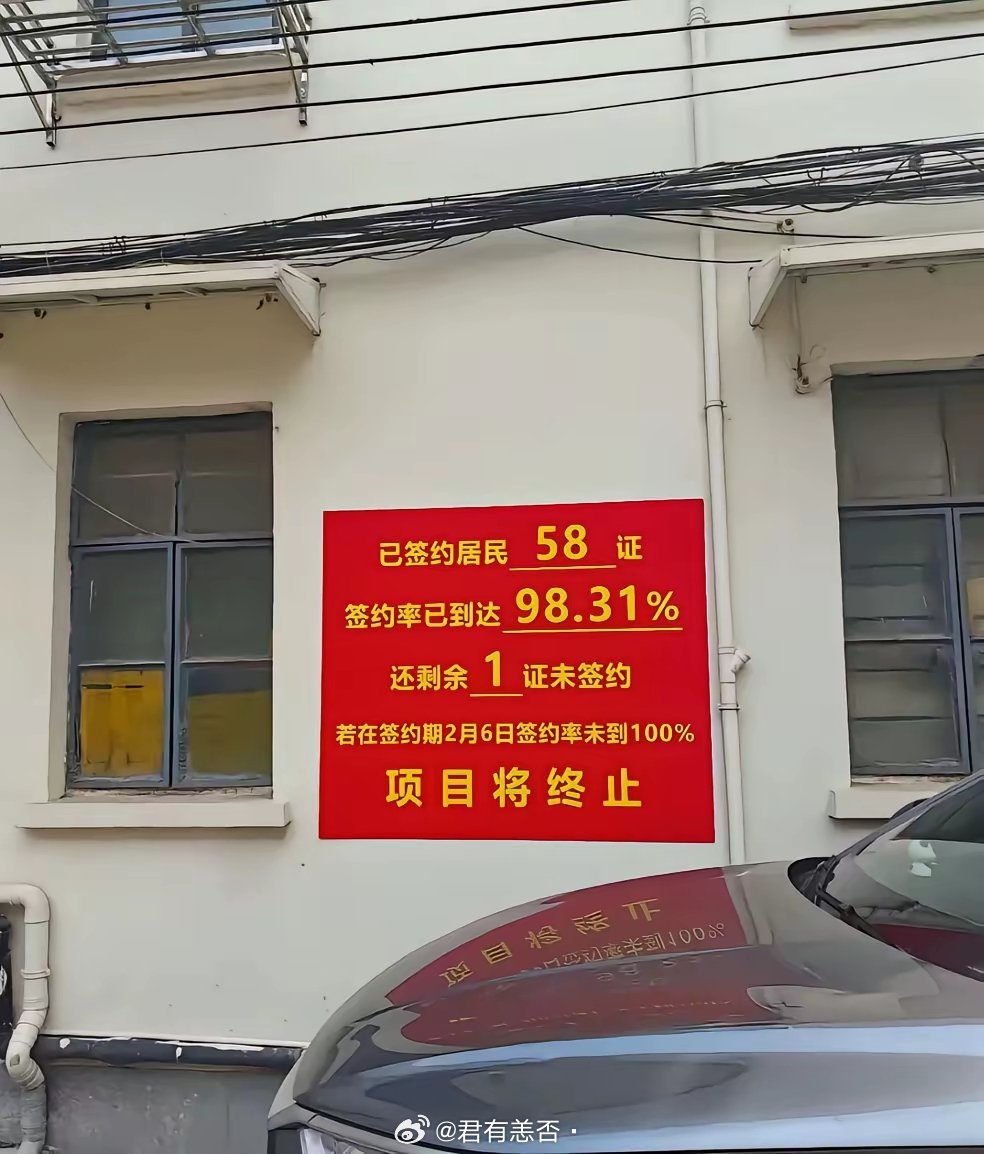 已签约居民 58 证
签约率已到达 98.31%
还剩余 1 证未签约
若在签约期2月6日签约率未到100%
项目将终止
@君有恙否·